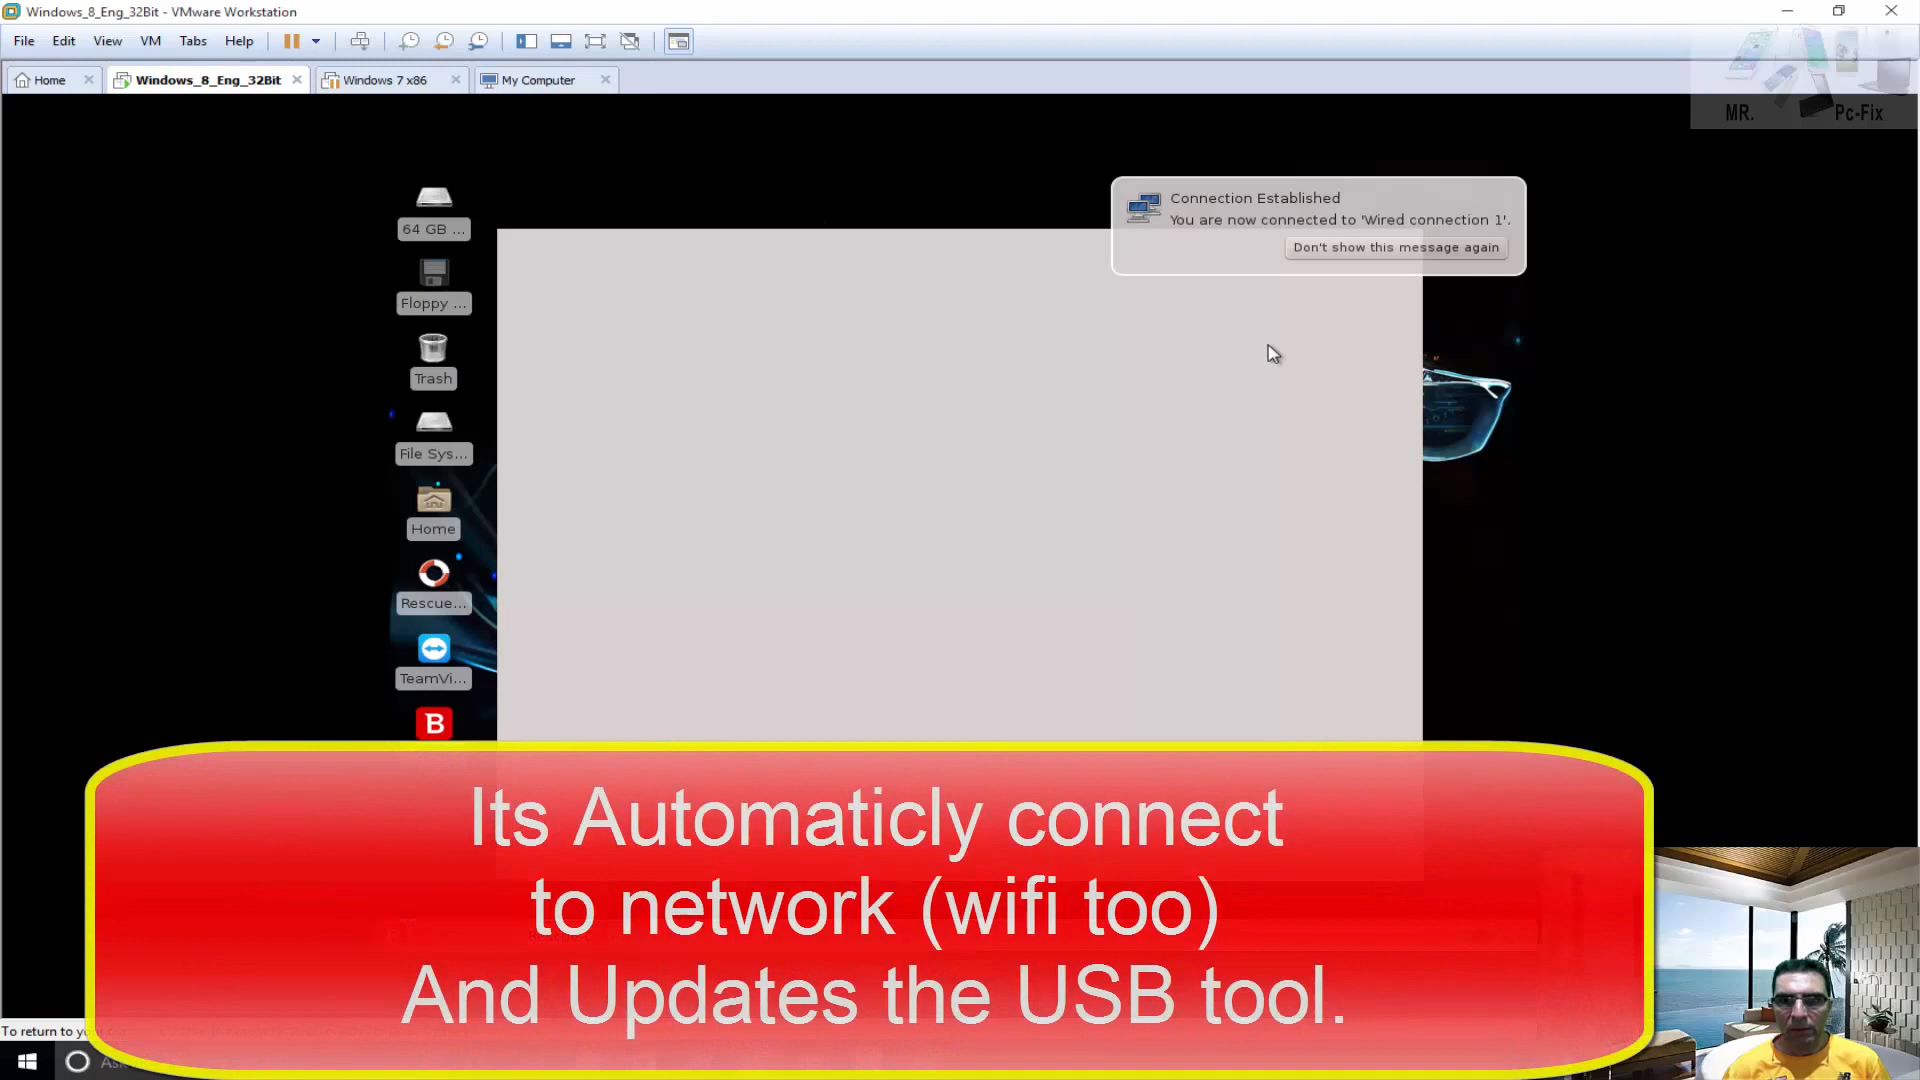 Windows_8_Eng_32Bit - VMware Workstation
File Edit View VM Tabs Help
Home Windows_8_Eng_32Bit Windows 7 x86 My Computer
MR. Pc-Fix
Connection Established
You are now connected to 'Wired connection 1'.
Don't show this message again
64 GB ...
Floppy ...
Trash
File Sys...
Home
Rescue...
TeamVi...
B
Its Automaticly connect
to network (wifi too)
And Updates the USB tool.
To return to yo
As